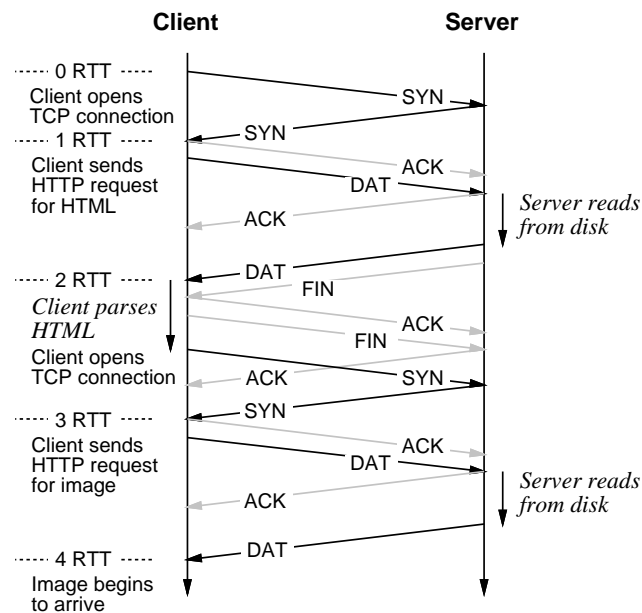 Client Server
0 RTT
Client opens
TCP connection
SYN
SYN
1 RTT
Client sends
HTTP request
for HTML
ACK
DAT
Server reads
from disk
ACK
DAT
2 RTT
FIN
Client parses
HTML
ACK
FIN
Client opens
TCP connection
ACK
SYN
SYN
3 RTT
Client sends
HTTP request
for image
ACK
DAT
Server reads
from disk
ACK
DAT
4 RTT
Image begins
to arrive